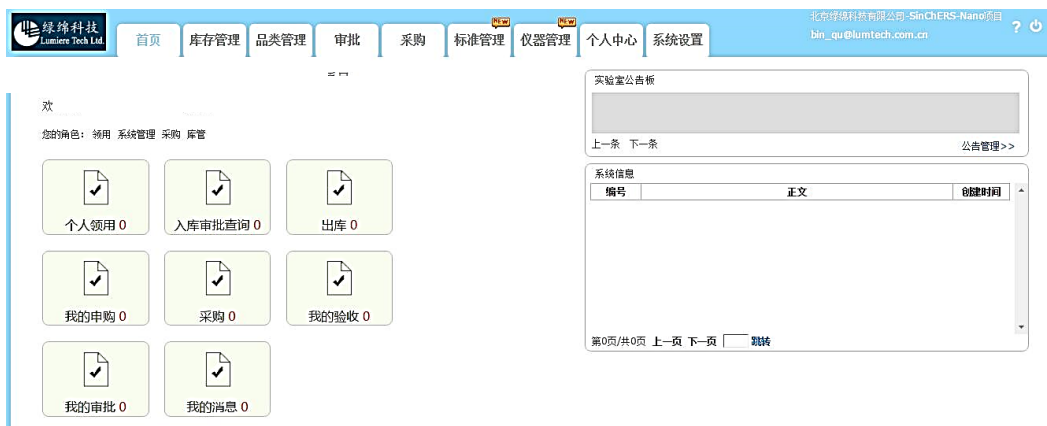 绿绵科技
Lumiere Tech Ltd.
首页 库存管理 品类管理 审批 采购 标准管理 仪器管理 个人中心 系统设置
NEW NEW
北京绿绵科技有限公司-SinChERS-Nano项目
bin_qu@lumtech.com.cn
?
欢
您的角色: 领用 系统管理 采购 库管
个人领用 0 入库审批查询 0 出库 0
我的申购 0 采购 0 我的验收 0
我的审批 0 我的消息 0
实验室公告板
上一条 下一条 公告管理>>
系统信息
编号 正文 创建时间
第0页/共0页 上一页 下一页 跳转